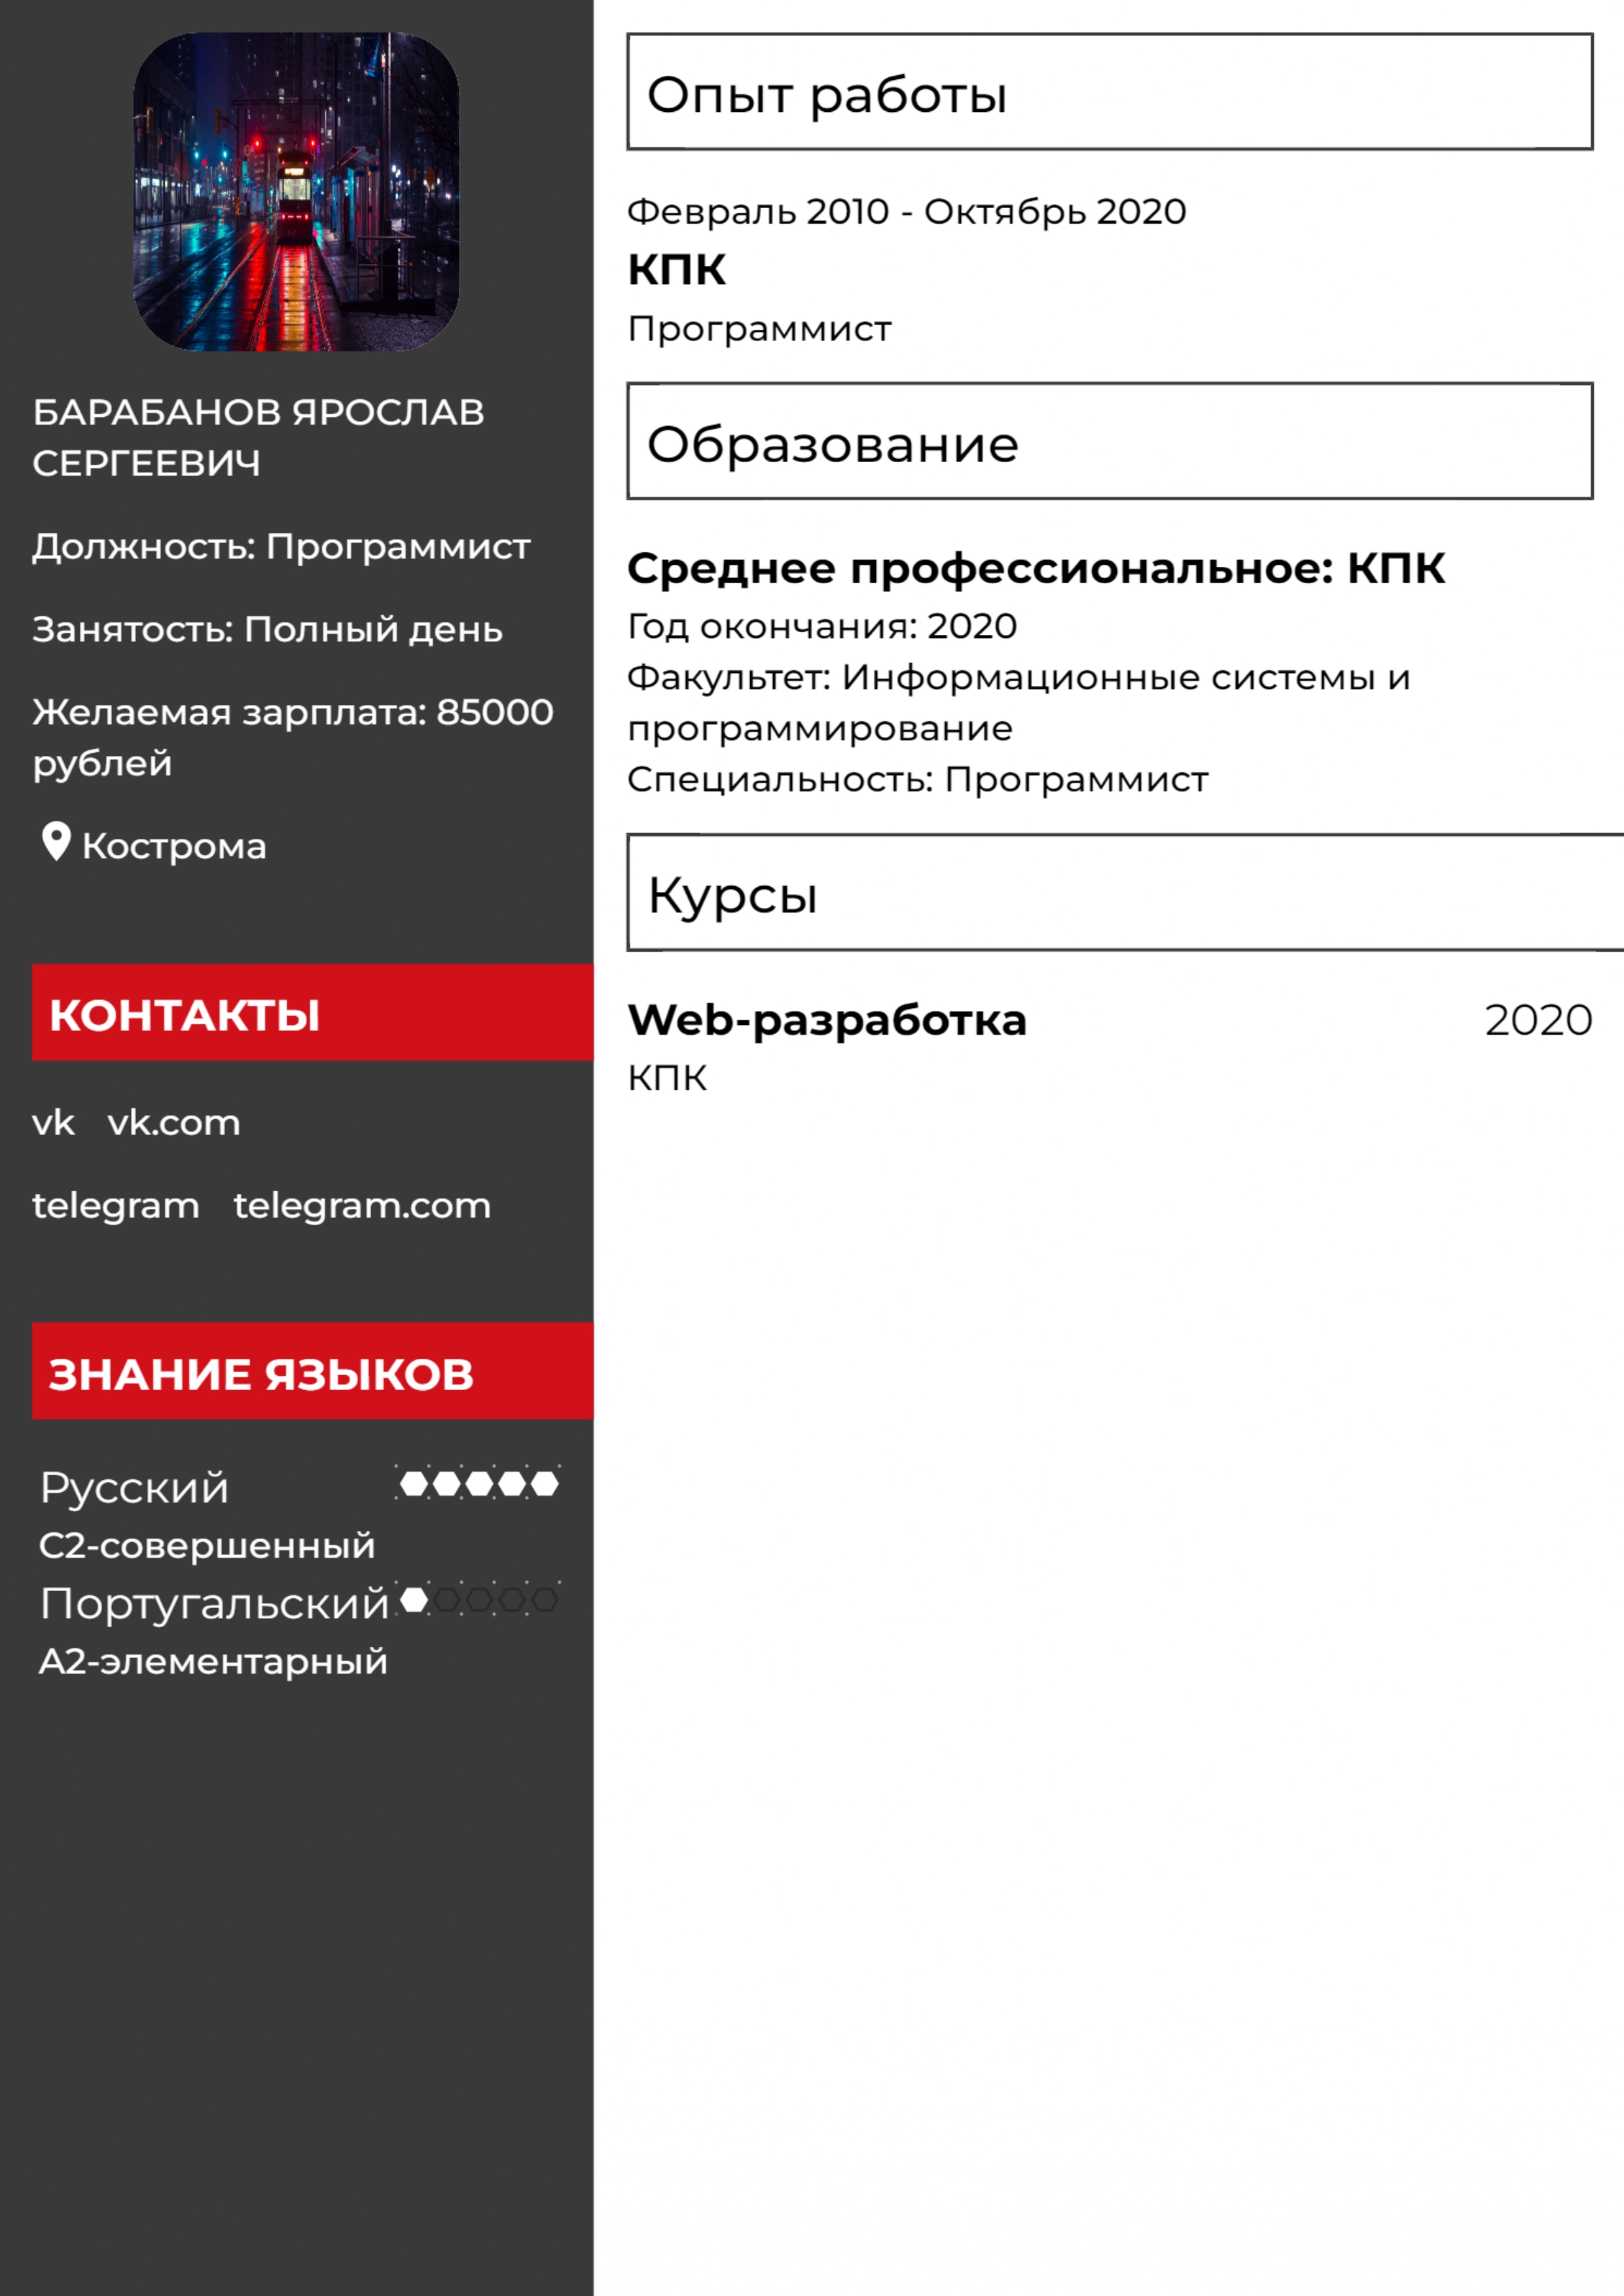 БАРАБАНОВ ЯРОСЛАВ
СЕРГЕЕВИЧ
Должность: Программист
Занятость: Полный день
Желаемая зарплата: 85000
рублей
Кострома
КОНТАКТЫ
vk vk.com
telegram telegram.com
ЗНАНИЕ ЯЗЫКОВ
Русский
С2-совершенный
Португальский
А2-элементарный
Опыт работы
Февраль 2010 - Октябрь 2020
КПК
Программист
Образование
Среднее профессиональное: КПК
Год окончания: 2020
Факультет: Информационные системы и
программирование
Специальность: Программист
Курсы
Web-разработка 2020
КПК